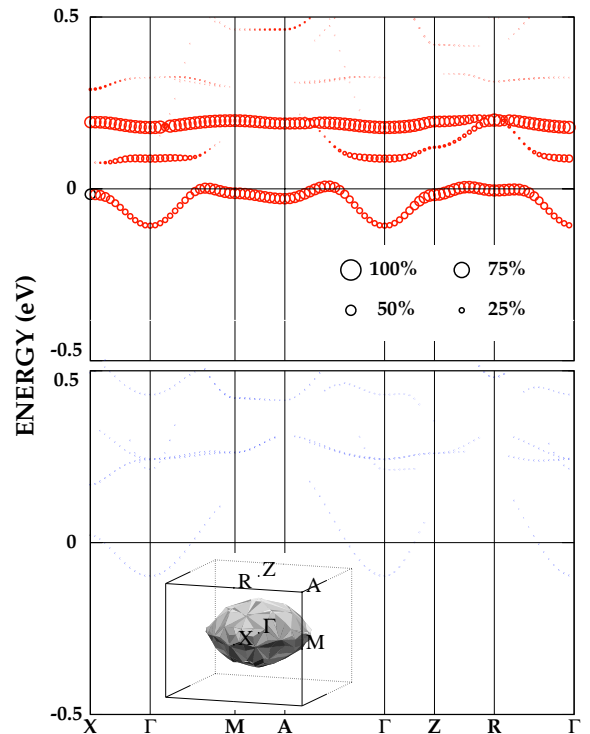 0.5
0
100% 75%
50% 25%
-0.5
ENERGY (eV)
0.5
0
Z
R A
Γ
X M
-0.5
X Γ M A Γ Z R Γ